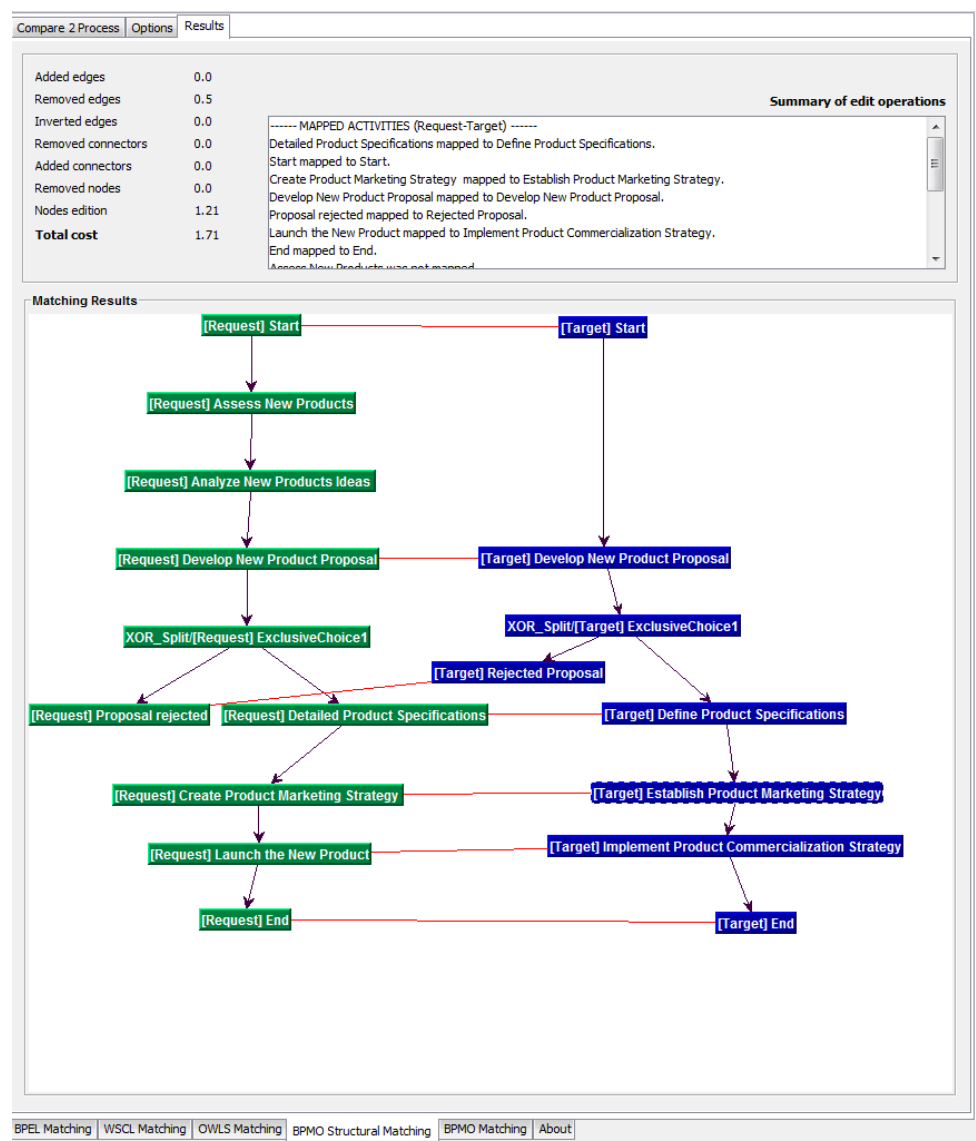 Compare 2 Process Options Results
Added edges 0.0
Removed edges 0.5
Inverted edges 0.0
Removed connectors 0.0
Added connectors 0.0
Removed nodes 0.0
Nodes edition 1.21
Total cost 1.71
Summary of edit operations
------ MAPPED ACTIVITIES (Request-Target) ------
Detailed Product Specifications mapped to Define Product Specifications.
Start mapped to Start.
Create Product Marketing Strategy  mapped to Establish Product Marketing Strategy.
Develop New Product Proposal mapped to Develop New Product Proposal.
Proposal rejected mapped to Rejected Proposal.
Launch the New Product mapped to Implement Product Commercialization Strategy.
End mapped to End.
Assess New Products was not mapped
Matching Results
[Request] Start [Target] Start
[Request] Assess New Products
[Request] Analyze New Products Ideas
[Request] Develop New Product Proposal [Target] Develop New Product Proposal
XOR_Split/[Request] ExclusiveChoice1 XOR_Split/[Target] ExclusiveChoice1
[Target] Rejected Proposal
[Request] Proposal rejected [Request] Detailed Product Specifications [Target] Define Product Specifications
[Request] Create Product Marketing Strategy [Target] Establish Product Marketing Strategy
[Request] Launch the New Product [Target] Implement Product Commercialization Strategy
[Request] End [Target] End
BPEL Matching WSCL Matching OWLS Matching BPMO Structural Matching BPMO Matching About